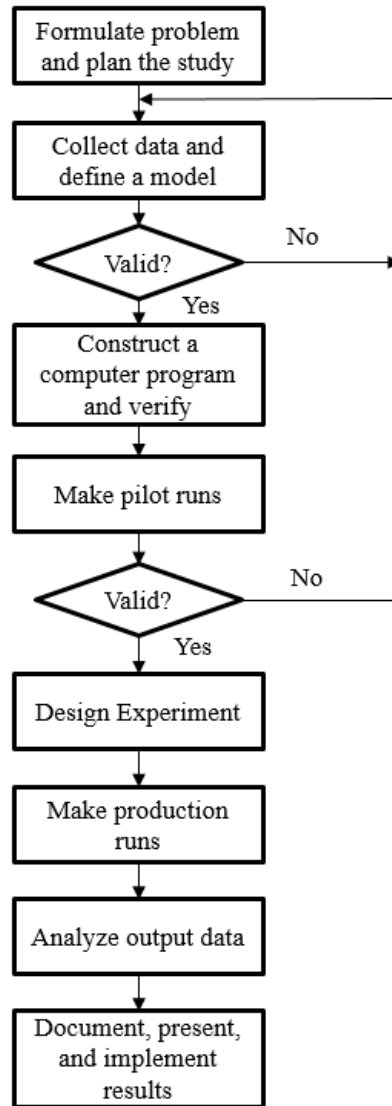 Formulate problem
and plan the study
Collect data and
define a model
Valid?
No
Yes
Construct a
computer program
and verify
Make pilot runs
Valid?
No
Yes
Design Experiment
Make production
runs
Analyze output data
Document, present,
and implement
results